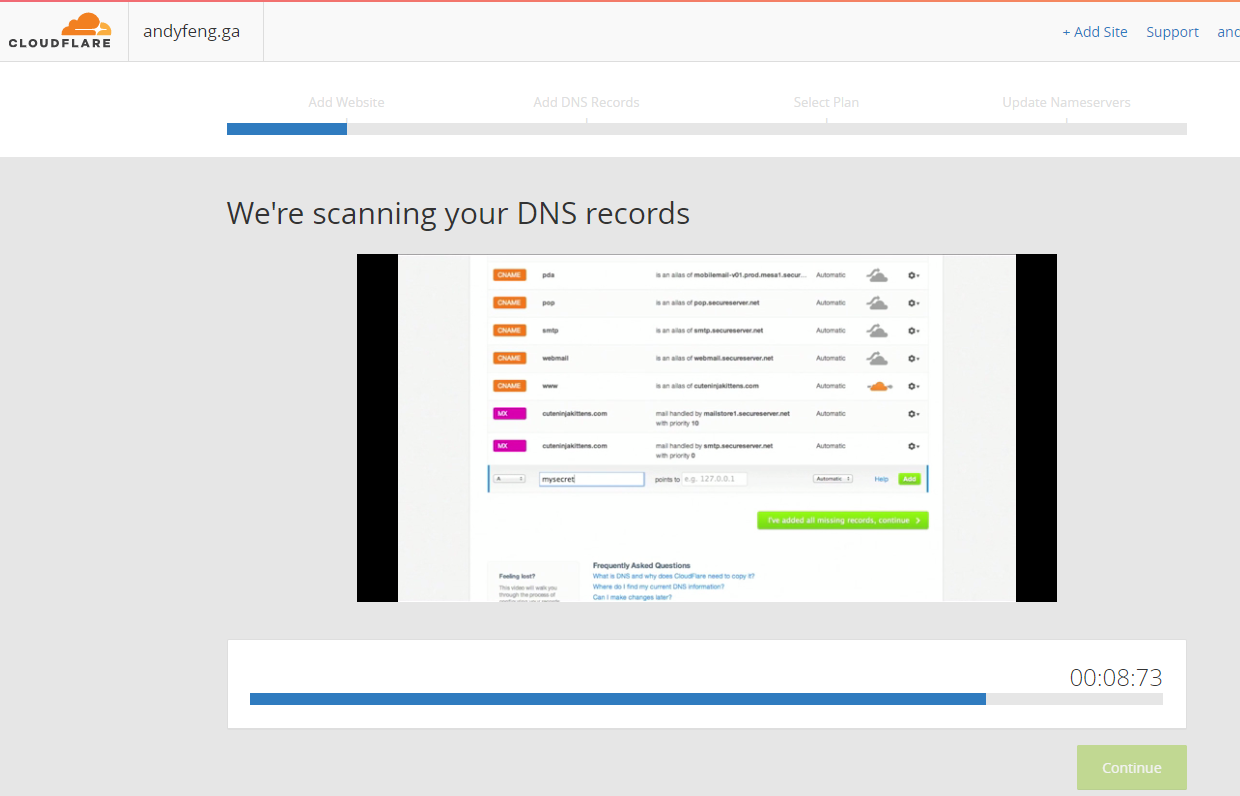 CLOUDFLARE
andyfeng.ga
+ Add Site Support and
Add Website Add DNS Records Select Plan Update Nameservers
We're scanning your DNS records
CNAME pda is an alias of mobilemail-v01.prod.mesa1.secur... Automatic
CNAME pop is an alias of pop.secureserver.net Automatic
CNAME smtp is an alias of smtp.secureserver.net Automatic
CNAME webmail is an alias of webmail.secureserver.net Automatic
CNAME www is an alias of cuteninjakittens.com Automatic
MX cuteninjakittens.com mail handled by mailstore1.secureserver.net Automatic
with priority 10
MX cuteninjakittens.com mail handled by smtp.secureserver.net Automatic
with priority 0
A mysecret points to e.g. 127.0.0.1 Automatic Help Add
I've added all missing records, continue
Frequently Asked Questions
What is DNS and why does CloudFlare need to copy it?
Where do I find my current DNS information?
Can I make changes later?
Feeling lost?
This video will walk you
through the process of
00:08:73
Continue